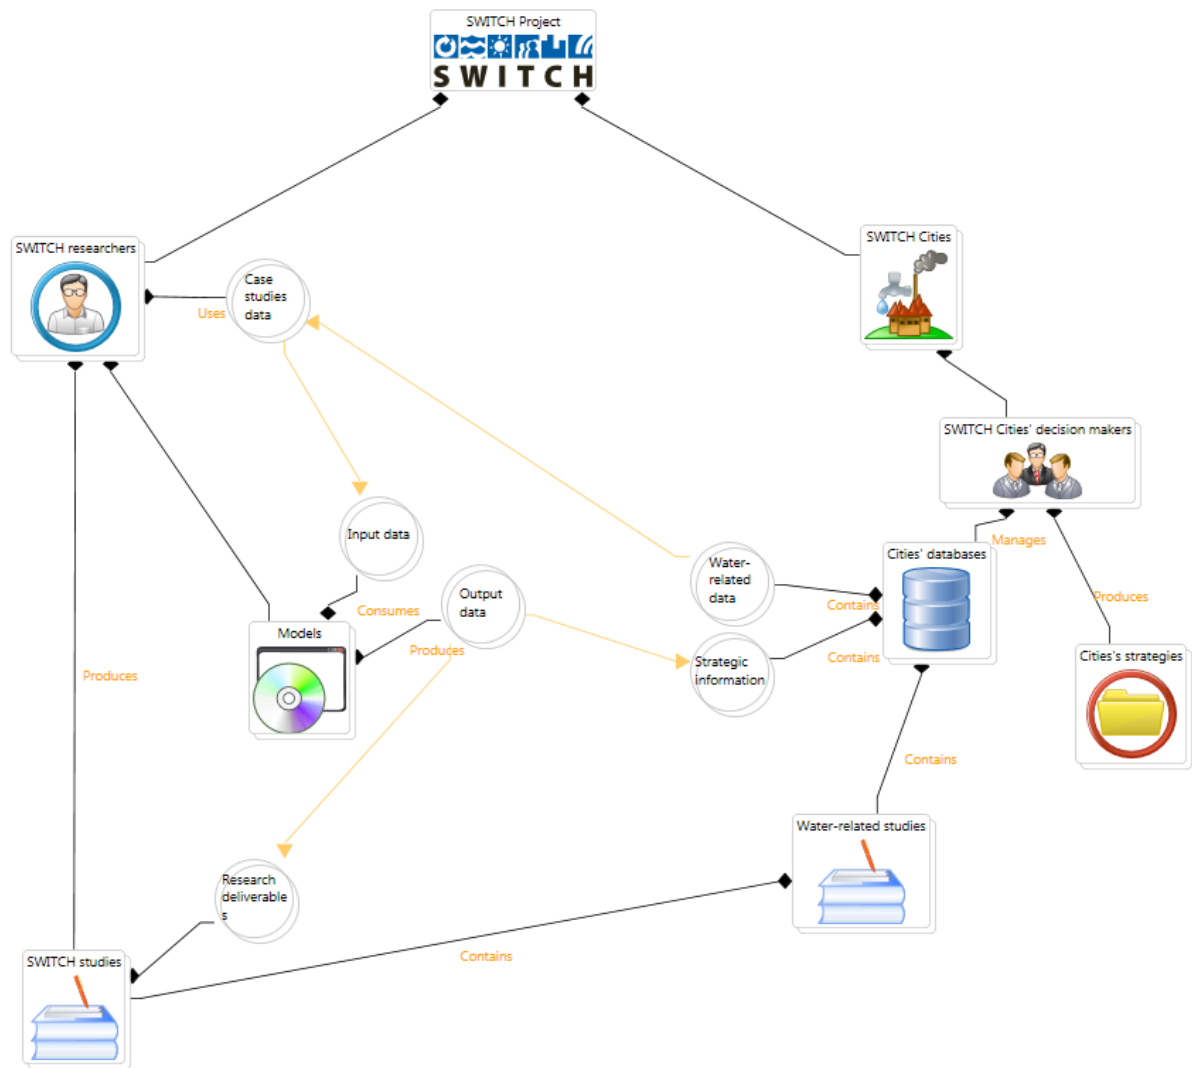 SWITCH Project
SWITCH
SWITCH researchers
SWITCH Cities
Case
studies
data
Uses
SWITCH Cities' decision makers
Input data
Manages
Cities' databases
Water-
related
data
Output
data
Consumes
Contains
Produces
Models
Produces
Contains
Strategic
information
Cities's strategies
Produces
Contains
Water-related studies
Research
deliverable
s
Contains
SWITCH studies